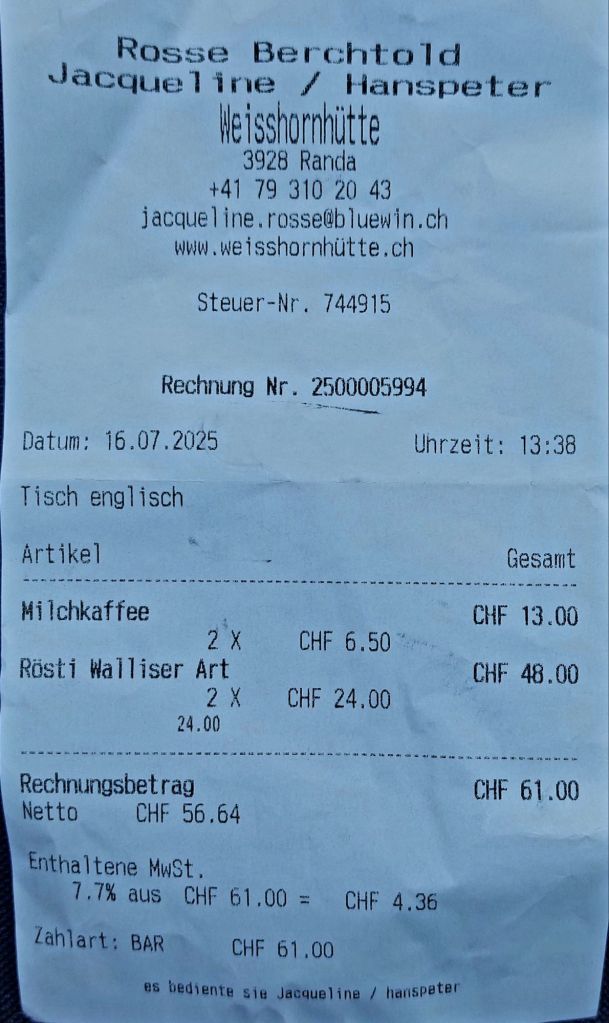 Rosse Berchtold
Jacqueline / Hanspeter
Weisshornhütte
3928 Randa
+41 79 310 20 43
jacqueline.rosse@bluewin.ch
www.weisshornhütte.ch
Steuer-Nr. 744915
Rechnung Nr. 2500005994
Datum: 16.07.2025 Uhrzeit: 13:38
Tisch englisch
Artikel Gesamt
Milchkaffee CHF 13.00
2 X CHF 6.50
Rösti Walliser Art CHF 48.00
2 X CHF 24.00
24.00
Rechnungsbetrag CHF 61.00
Netto CHF 56.64
Enthaltene MwSt.
7.7% aus CHF 61.00 = CHF 4.36
Zahlart: BAR CHF 61.00
es bediente sie Jacqueline / hanspeter